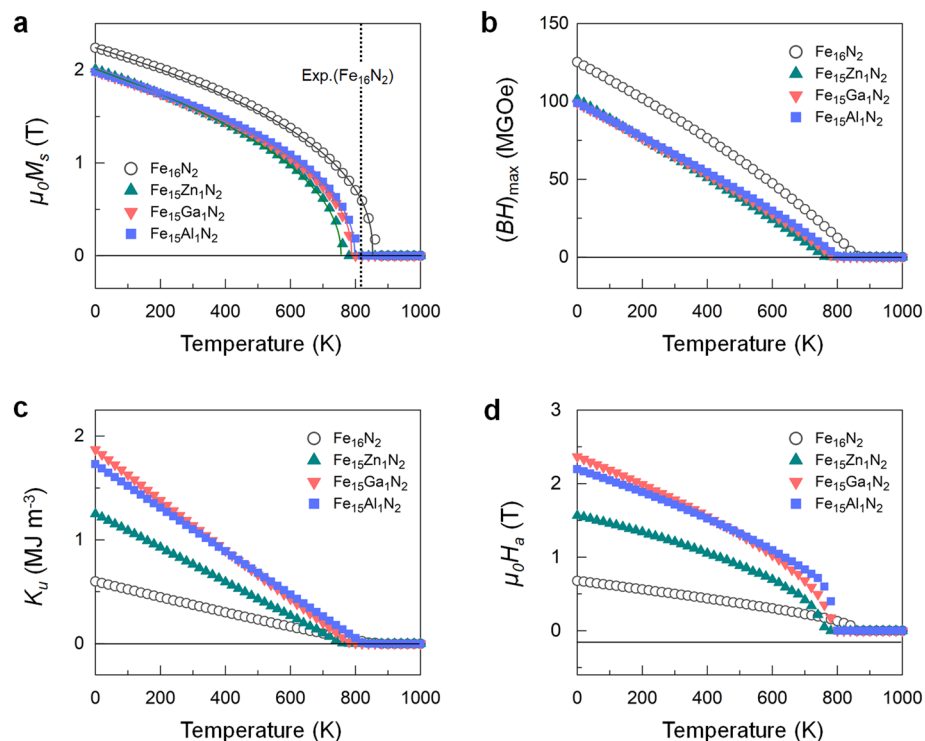 a
μ₀Mₛ (T)
2
1
0
Exp.(Fe₁₆N₂)
Fe₁₆N₂
Fe₁₅Zn₁N₂
Fe₁₅Ga₁N₂
Fe₁₅Al₁N₂
0 200 400 600 800 1000
Temperature (K)
b
(BH)ₘₐₓ (MGOe)
150
100
50
0
Fe₁₆N₂
Fe₁₅Zn₁N₂
Fe₁₅Ga₁N₂
Fe₁₅Al₁N₂
0 200 400 600 800 1000
Temperature (K)
c
Kᵤ (MJ m⁻³)
2
1
0
Fe₁₆N₂
Fe₁₅Zn₁N₂
Fe₁₅Ga₁N₂
Fe₁₅Al₁N₂
0 200 400 600 800 1000
Temperature (K)
d
μ₀Hₐ (T)
3
2
1
0
Fe₁₆N₂
Fe₁₅Zn₁N₂
Fe₁₅Ga₁N₂
Fe₁₅Al₁N₂
0 200 400 600 800 1000
Temperature (K)